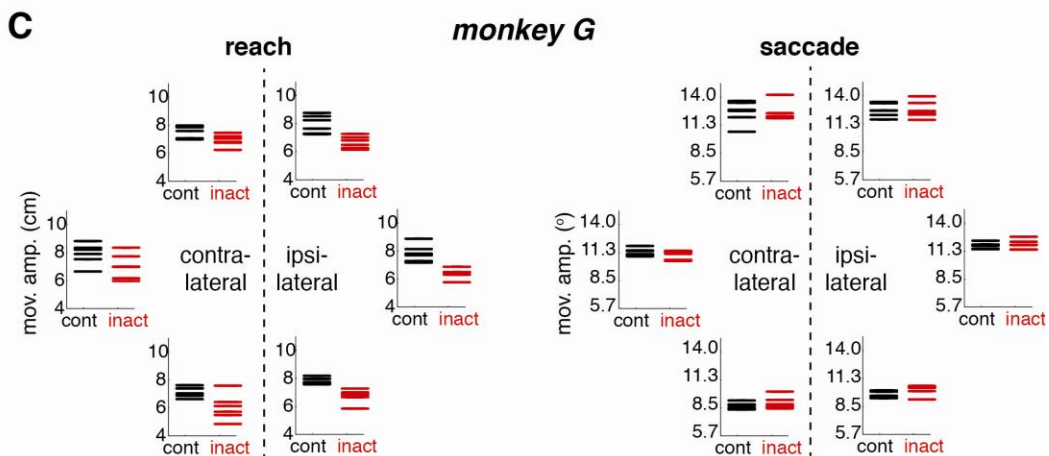 C
monkey G
reach
saccade
10
8
6
4
cont inact
10
8
6
4
cont inact
14.0
11.3
8.5
5.7
cont inact
14.0
11.3
8.5
5.7
cont inact
mov. amp. (cm)
10
8
6
4
cont inact
contra-
lateral
ipsi-
lateral
10
8
6
4
cont inact
mov. amp. (º)
14.0
11.3
8.5
5.7
cont inact
contra-
lateral
ipsi-
lateral
14.0
11.3
8.5
5.7
cont inact
10
8
6
4
cont inact
10
8
6
4
cont inact
14.0
11.3
8.5
5.7
cont inact
14.0
11.3
8.5
5.7
cont inact